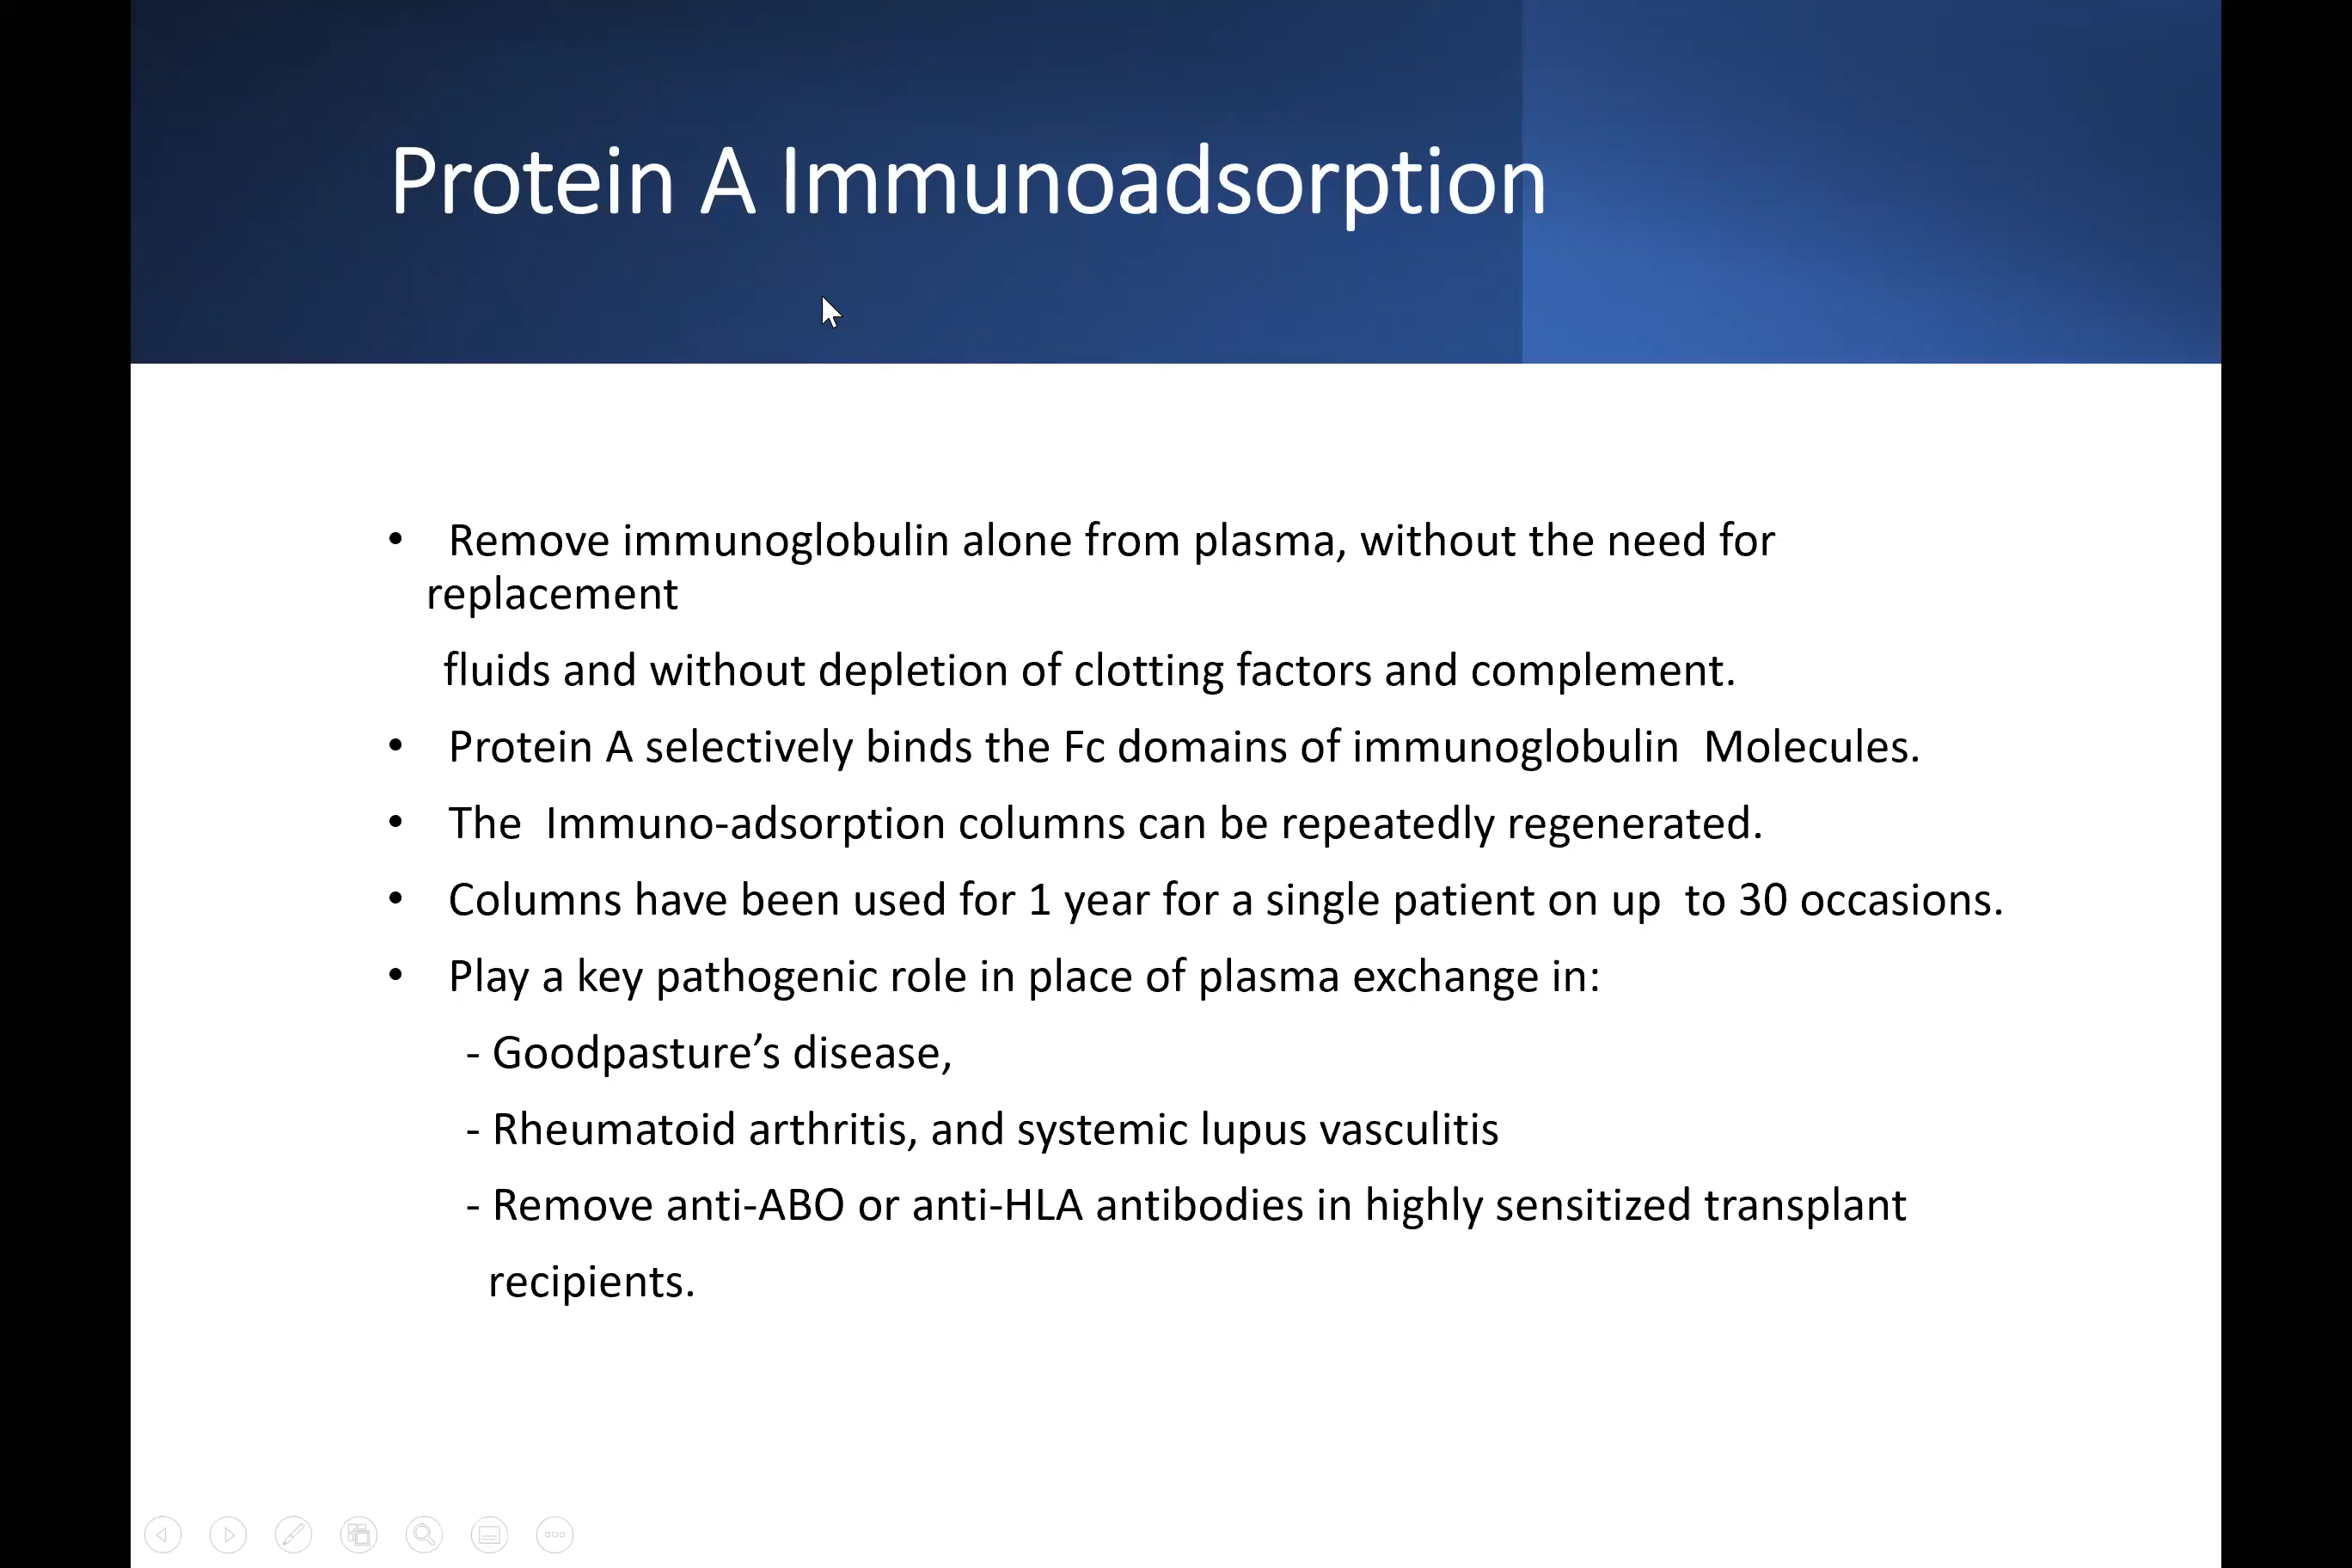 Protein A Immunoadsorption
• Remove immunoglobulin alone from plasma, without the need for
replacement
fluids and without depletion of clotting factors and complement.
• Protein A selectively binds the Fc domains of immunoglobulin  Molecules.
• The  Immuno-adsorption columns can be repeatedly regenerated.
• Columns have been used for 1 year for a single patient on up  to 30 occasions.
• Play a key pathogenic role in place of plasma exchange in:
- Goodpasture’s disease,
- Rheumatoid arthritis, and systemic lupus vasculitis
- Remove anti-ABO or anti-HLA antibodies in highly sensitized transplant
recipients.